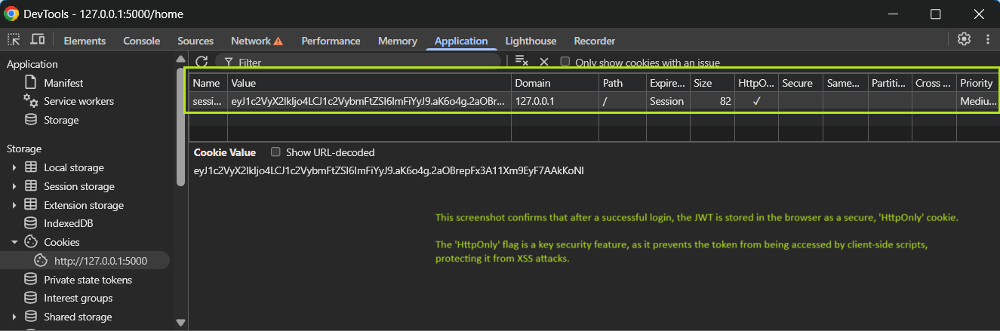 DevTools - 127.0.0.1:5000/home
Elements Console Sources Network Performance Memory Application Lighthouse Recorder
Application
Manifest
Service workers
Storage
Storage
Local storage
Session storage
Extension storage
IndexedDB
Cookies
http://127.0.0.1:5000
Private state tokens
Interest groups
Shared storage
Filter Only show cookies with an issue
Name Value Domain Path Expire... Size HttpO... Secure Same... Partiti... Cross ... Priority
sessi... eyJ1c2VyX2lkIjo4LCJ1c2VybmFtZSI6ImFiYyJ9.aK6o4g.2aOBr... 127.0.0.1 / Session 82 ✓ Mediu...
Cookie Value Show URL-decoded
eyJ1c2VyX2lkIjo4LCJ1c2VybmFtZSI6ImFiYyJ9.aK6o4g.2aOBrepFx3A11Xm9EyF7AAkKoNI
This screenshot confirms that after a successful login, the JWT is stored in the browser as a secure, 'HttpOnly' cookie.
The 'HttpOnly' flag is a key security feature, as it prevents the token from being accessed by client-side scripts,
protecting it from XSS attacks.